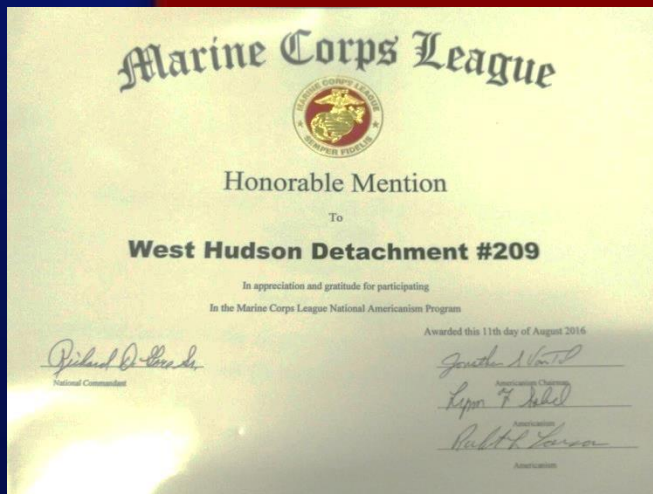 Marine Corps League
MARINE CORPS LEAGUE
SEMPER FIDELIS
Honorable Mention
To
West Hudson Detachment #209
In appreciation and gratitude for participating
In the Marine Corps League National Americanism Program
Awarded this 11th day of August 2016
Richard
National Commandant
Jonathan
Americanism Chairman
Americanism
Americanism